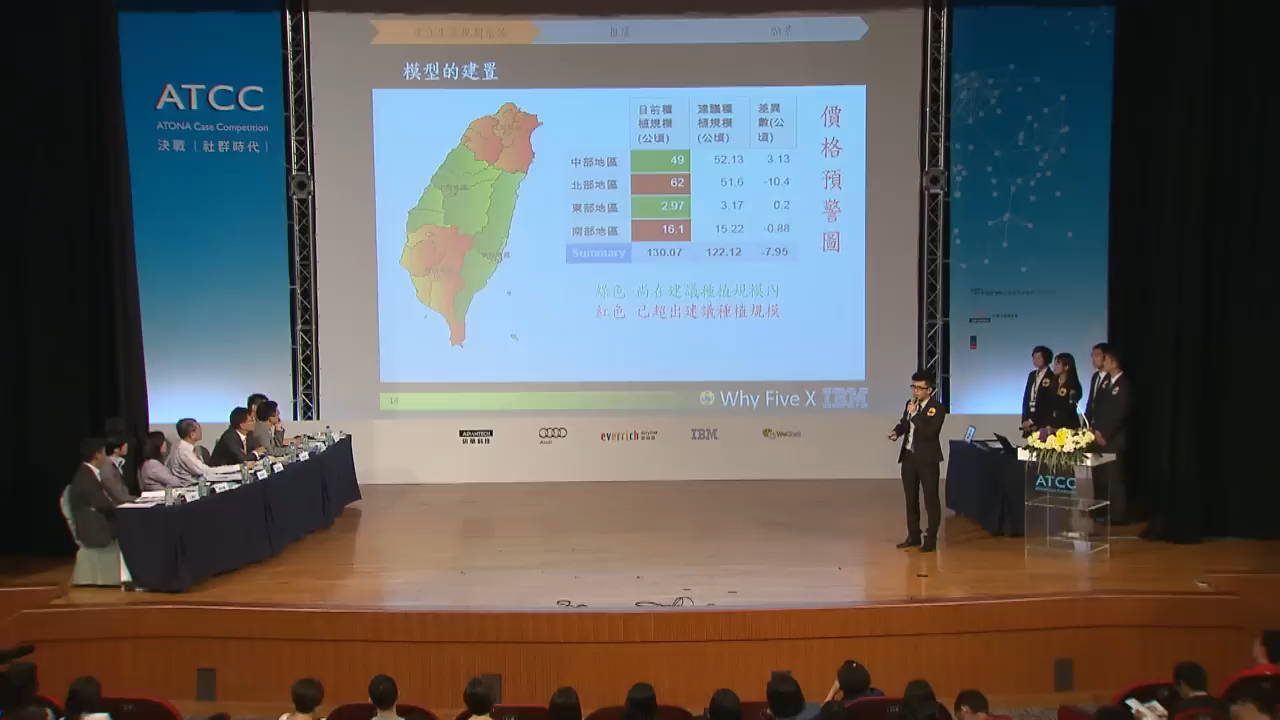 ATCC
ATONA Case Competition
決戰｜社群時代｜
推展
模型的建置
目前種植規模(公頃)
建議種植規模(公頃)
差異數(公頃)
中部地區 49 52.13 3.13
北部地區 62 51.6 -10.4
東部地區 2.97 3.17 0.2
南部地區 16.1 15.22 -0.88
Summary 130.07 122.12 -7.95
價格預警圖
綠色 尚在建議種植規模內
紅色 已超出建議種植規模
14
Why Five X IBM
ADVANTECH
研華科技
Audi
everrich
IBM
ATCC